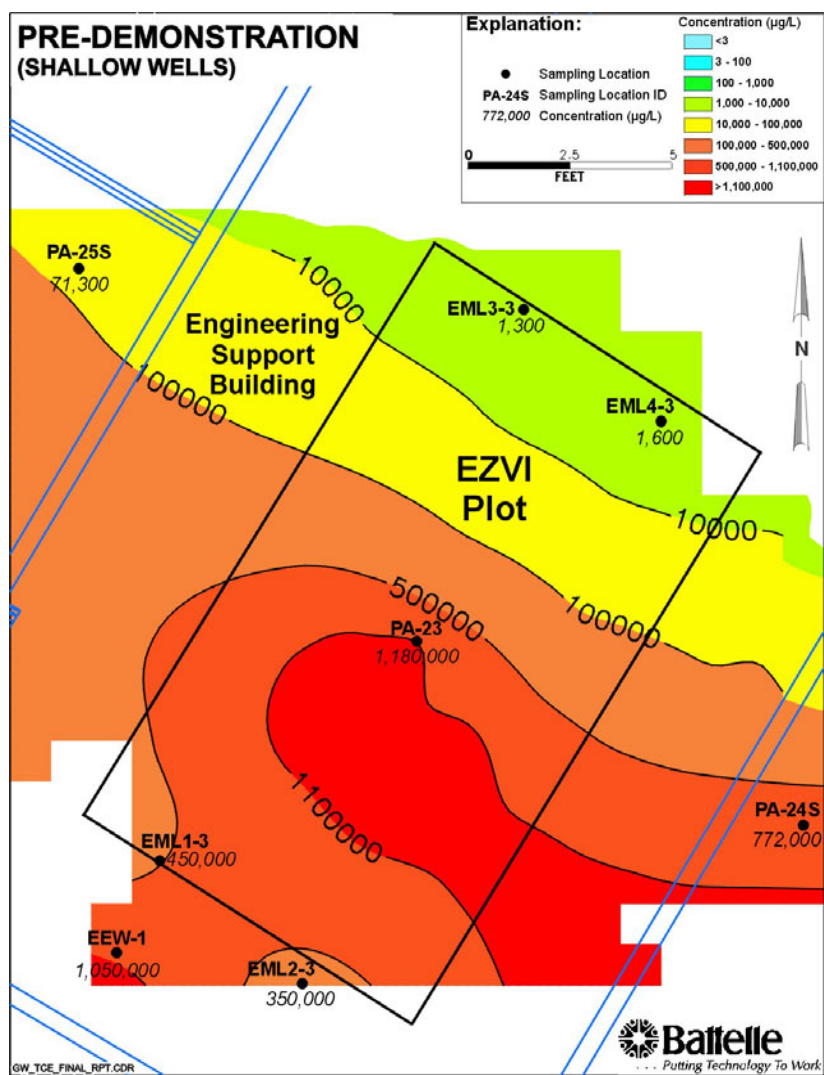 PRE-DEMONSTRATION
(SHALLOW WELLS)
Explanation:
Sampling Location
PA-24S Sampling Location ID
772,000 Concentration (µg/L)
0 2.5 5
FEET
Concentration (µg/L)
<3
3 - 100
100 - 1,000
1,000 - 10,000
10,000 - 100,000
100,000 - 500,000
500,000 - 1,100,000
>1,100,000
N
PA-25S
71,300
10000
EML3-3
1,300
Engineering
Support
Building
100000
EML4-3
1,600
EZVI
Plot
10000
100000
500000
PA-23
1,180,000
1100000
PA-24S
772,000
EML1-3
450,000
EEW-1
1,050,000
EML2-3
350,000
Battelle
. . . Putting Technology To Work
GW_TCE_FINAL_RPT.CDR